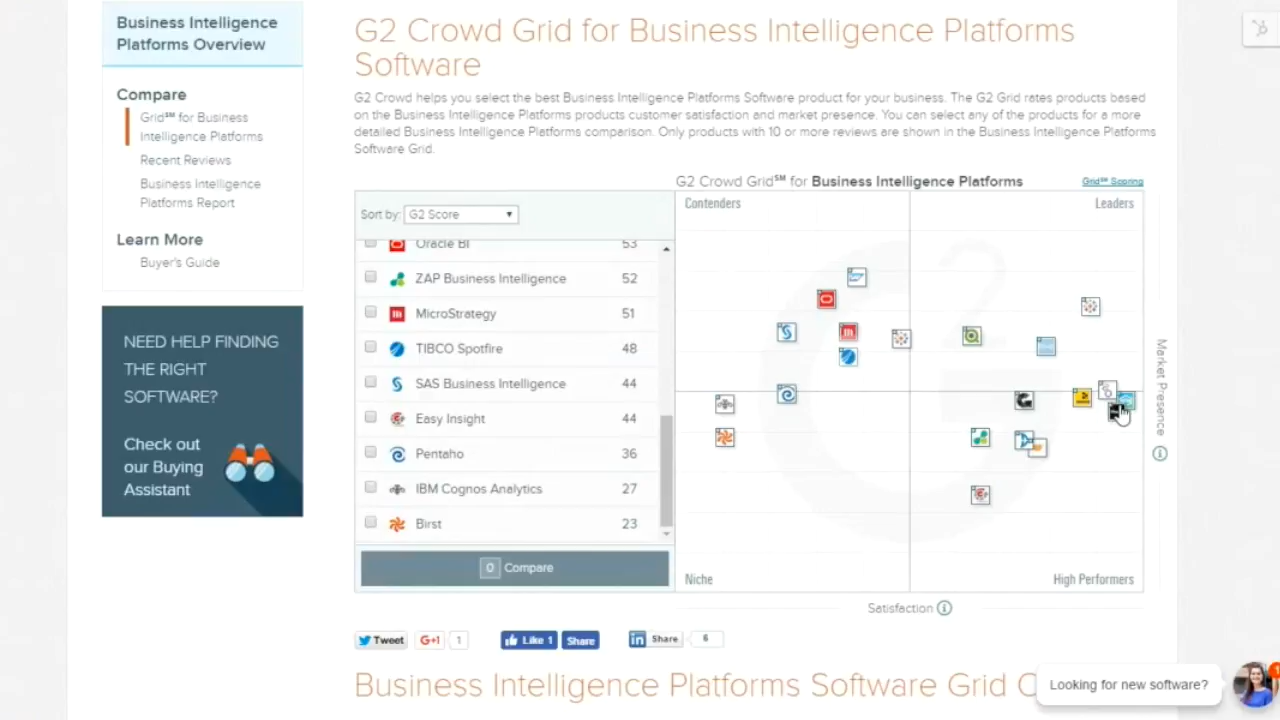 Business Intelligence
Platforms Overview
Compare
Grid℠ for Business
Intelligence Platforms
Recent Reviews
Business Intelligence
Platforms Report
Learn More
Buyer's Guide
NEED HELP FINDING
THE RIGHT
SOFTWARE?
Check out
our Buying
Assistant
G2 Crowd Grid for Business Intelligence Platforms
Software
G2 Crowd helps you select the best Business Intelligence Platforms Software product for your business. The G2 Grid rates products based
on the Business Intelligence Platforms products customer satisfaction and market presence. You can select any of the products for a more
detailed Business Intelligence Platforms comparison. Only products with 10 or more reviews are shown in the Business Intelligence Platforms
Software Grid.
G2 Crowd Grid℠ for Business Intelligence Platforms
Grid℠ Scoring
Sort by: G2 Score
Oracle BI 53
ZAP Business Intelligence 52
MicroStrategy 51
TIBCO Spotfire 48
SAS Business Intelligence 44
Easy Insight 44
Pentaho 36
IBM Cognos Analytics 27
Birst 23
0 Compare
Contenders
Leaders
Market Presence
Niche
High Performers
Satisfaction
Tweet
G+1 1
Like 1
Share
in Share 6
Business Intelligence Platforms Software Grid
Looking for new software?
1